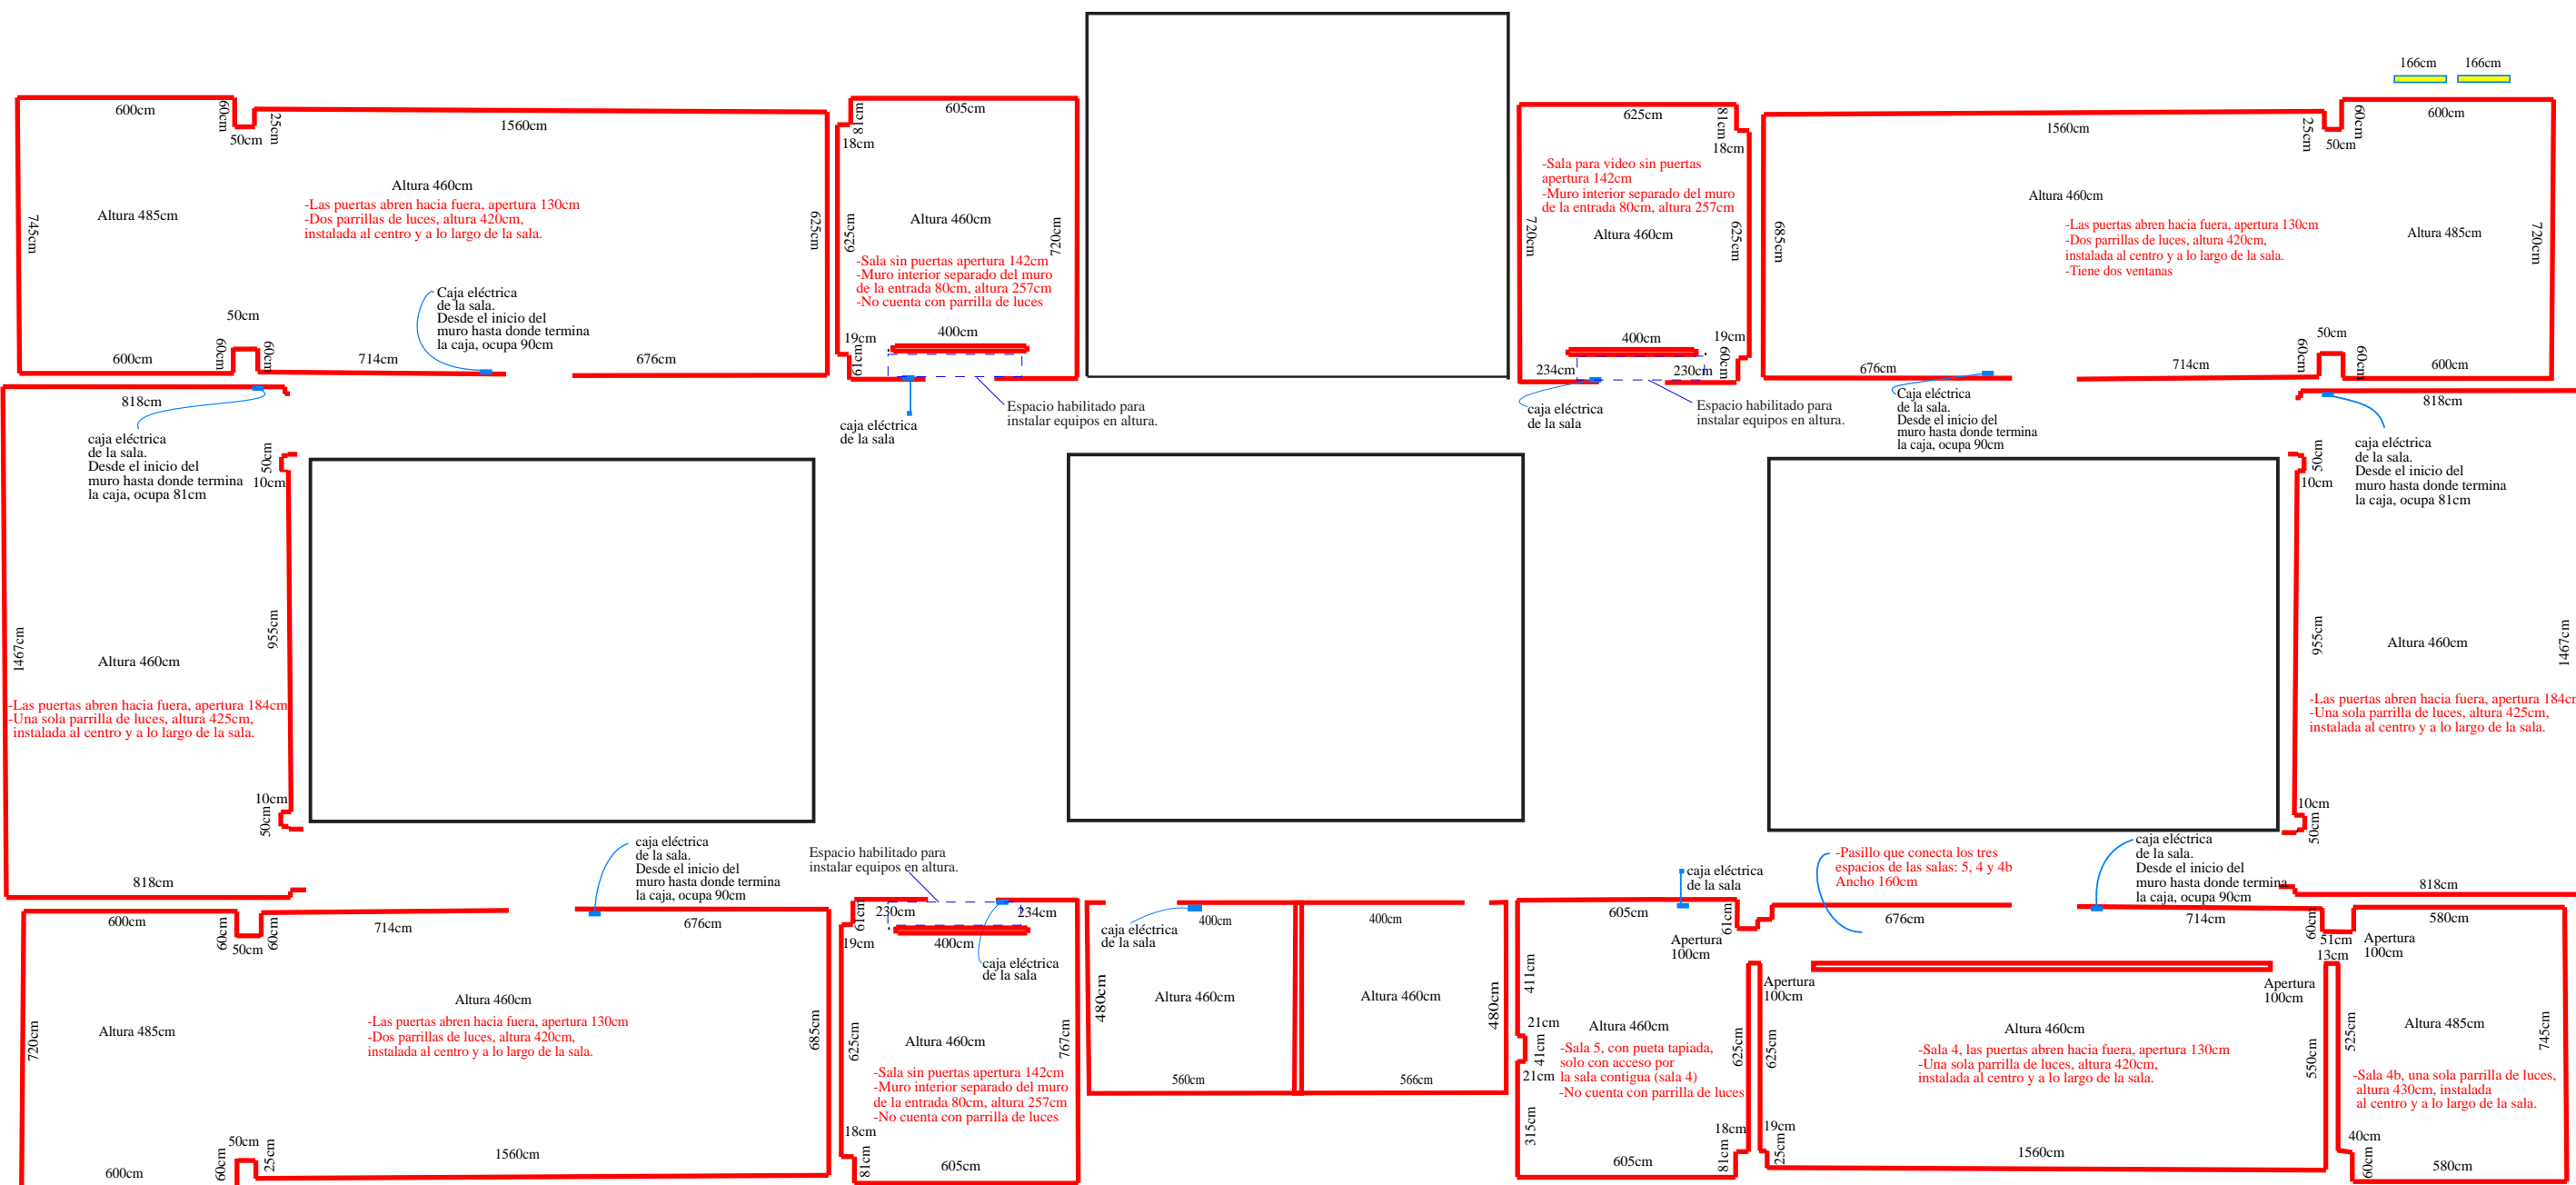 166cm 166cm
600cm
60cm
50cm
25cm
1560cm
Altura 460cm
Altura 485cm
-Las puertas abren hacia fuera, apertura 130cm
-Dos parrillas de luces, altura 420cm,
instalada al centro y a lo largo de la sala.
745cm
625cm
Caja eléctrica
de la sala.
Desde el inicio del
muro hasta donde termina
la caja, ocupa 90cm
50cm
600cm
60cm
60cm
714cm
676cm
605cm
81cm
18cm
625cm
Altura 460cm
720cm
-Sala sin puertas apertura 142cm
-Muro interior separado del muro
de la entrada 80cm, altura 257cm
-No cuenta con parrilla de luces
400cm
19cm
61cm
caja eléctrica
de la sala
Espacio habilitado para
instalar equipos en altura.
625cm
81cm
18cm
-Sala para video sin puertas
apertura 142cm
-Muro interior separado del muro
de la entrada 80cm, altura 257cm
720cm
Altura 460cm
625cm
400cm
19cm
60cm
234cm
230cm
caja eléctrica
de la sala
Espacio habilitado para
instalar equipos en altura.
1560cm
25cm
50cm
60cm
600cm
Altura 460cm
685cm
-Las puertas abren hacia fuera, apertura 130cm
-Dos parrillas de luces, altura 420cm,
instalada al centro y a lo largo de la sala.
-Tiene dos ventanas
Altura 485cm
720cm
676cm
714cm
60cm
50cm
60cm
600cm
Caja eléctrica
de la sala.
Desde el inicio del
muro hasta donde termina
la caja, ocupa 90cm
818cm
caja eléctrica
de la sala.
Desde el inicio del
muro hasta donde termina
la caja, ocupa 81cm
50cm
10cm
955cm
1467cm
Altura 460cm
-Las puertas abren hacia fuera, apertura 184cm
-Una sola parrilla de luces, altura 425cm,
instalada al centro y a lo largo de la sala.
10cm
50cm
818cm
818cm
caja eléctrica
de la sala.
Desde el inicio del
muro hasta donde termina
la caja, ocupa 81cm
50cm
10cm
955cm
Altura 460cm
1467cm
-Las puertas abren hacia fuera, apertura 184cm
-Una sola parrilla de luces, altura 425cm,
instalada al centro y a lo largo de la sala.
10cm
50cm
818cm
caja eléctrica
de la sala.
Desde el inicio del
muro hasta donde termina
la caja, ocupa 90cm
600cm
60cm
50cm
60cm
714cm
676cm
Altura 460cm
-Las puertas abren hacia fuera, apertura 130cm
-Dos parrillas de luces, altura 420cm,
instalada al centro y a lo largo de la sala.
720cm
Altura 485cm
685cm
50cm
600cm
60cm
25cm
1560cm
Espacio habilitado para
instalar equipos en altura.
61cm
230cm
234cm
19cm
400cm
caja eléctrica
de la sala
625cm
Altura 460cm
767cm
-Sala sin puertas apertura 142cm
-Muro interior separado del muro
de la entrada 80cm, altura 257cm
-No cuenta con parrilla de luces
18cm
81cm
605cm
400cm
caja eléctrica
de la sala
480cm
Altura 460cm
560cm
400cm
Altura 460cm
480cm
566cm
caja eléctrica
de la sala
605cm
61cm
Apertura
100cm
411cm
21cm
41cm
21cm
Altura 460cm
-Sala 5, con pueta tapiada,
solo con acceso por
la sala contigua (sala 4)
-No cuenta con parrilla de luces
625cm
315cm
18cm
81cm
605cm
-Pasillo que conecta los tres
espacios de las salas: 5, 4 y 4b
Ancho 160cm
caja eléctrica
de la sala.
Desde el inicio del
muro hasta donde termina
la caja, ocupa 90cm
676cm
714cm
60cm
Apertura
100cm
Apertura
100cm
625cm
Altura 460cm
-Sala 4, las puertas abren hacia fuera, apertura 130cm
-Una sola parrilla de luces, altura 420cm,
instalada al centro y a lo largo de la sala.
550cm
19cm
25cm
1560cm
580cm
51cm
13cm
Apertura
100cm
525cm
Altura 485cm
745cm
-Sala 4b, una sola parrilla de luces,
altura 430cm, instalada
al centro y a lo largo de la sala.
40cm
60cm
580cm